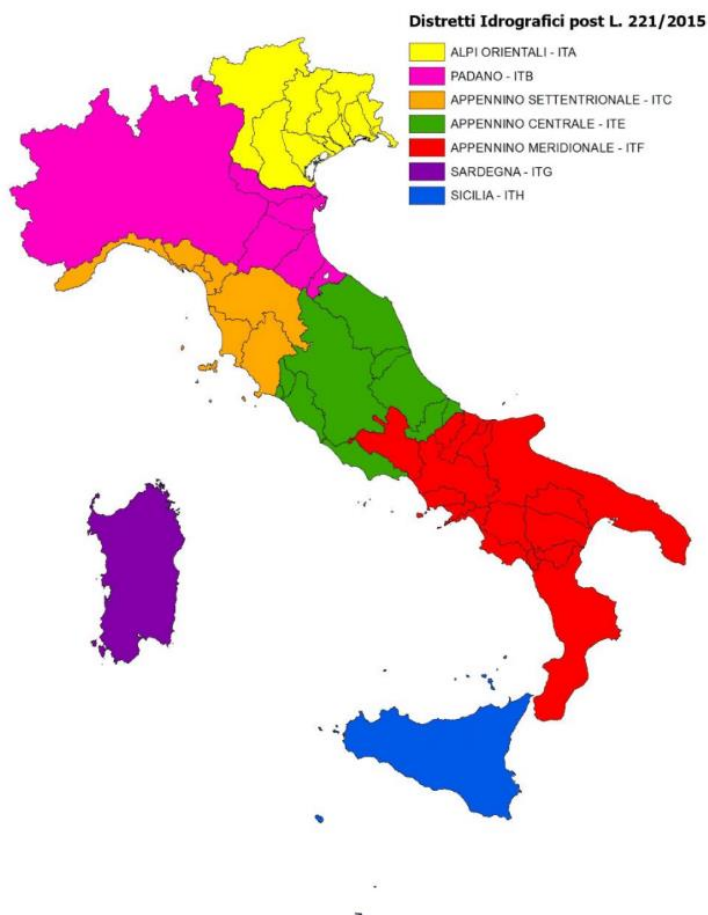 Distretti Idrografici post L. 221/2015
ALPI ORIENTALI - ITA
PADANO - ITB
APPENNINO SETTENTRIONALE - ITC
APPENNINO CENTRALE - ITE
APPENNINO MERIDIONALE - ITF
SARDEGNA - ITG
SICILIA - ITH